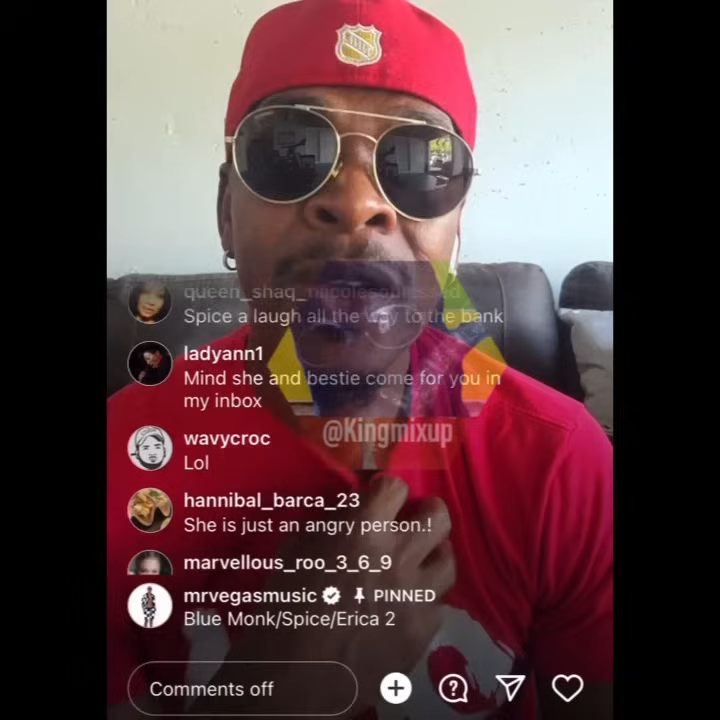 queen_shaq_
Spice a laugh all the way to the bank
ladyann1
Mind she and bestie come for you in
my inbox
@Kingmixup
wavycroc
Lol
hannibal_barca_23
She is just an angry person.!
marvellous_roo_3_6_9
mrvegasmusic PINNED
Blue Monk/Spice/Erica 2
Comments off